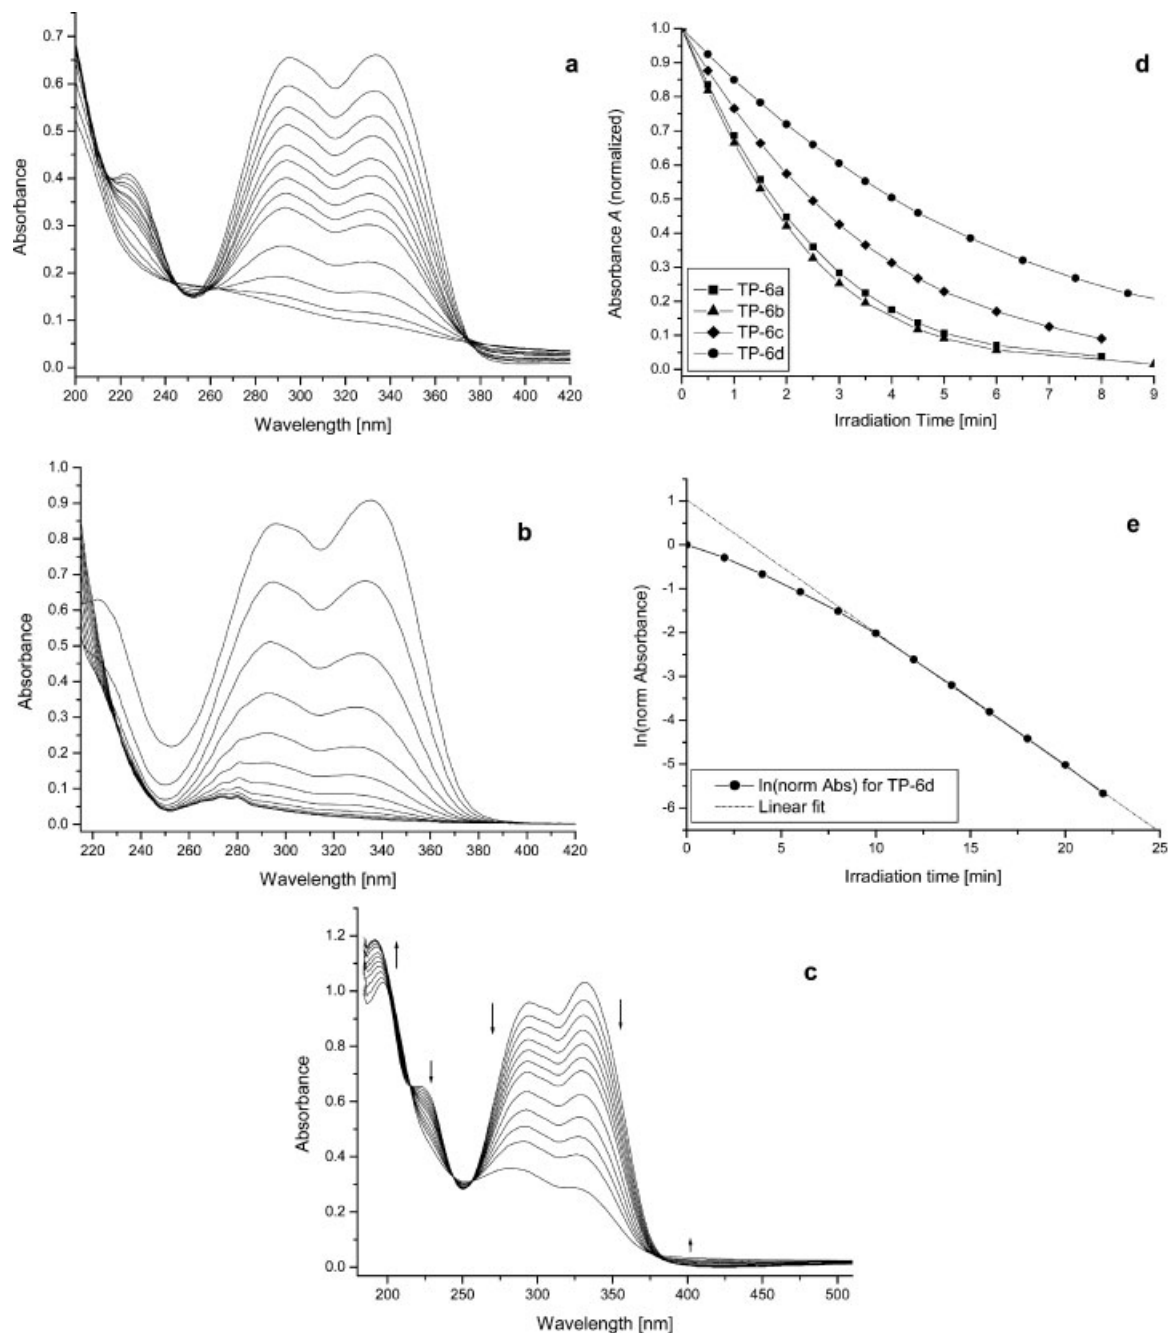 a
0.7
0.6
0.5
0.4
0.3
0.2
0.1
0.0
Absorbance
200 220 240 260 280 300 320 340 360 380 400 420
Wavelength [nm]
d
1.0
0.9
0.8
0.7
0.6
0.5
0.4
0.3
0.2
0.1
0.0
Absorbance A (normalized)
TP-6a
TP-6b
TP-6c
TP-6d
0 1 2 3 4 5 6 7 8 9
Irradiation Time [min]
b
1.0
0.9
0.8
0.7
0.6
0.5
0.4
0.3
0.2
0.1
0.0
Absorbance
220 240 260 280 300 320 340 360 380 400 420
Wavelength [nm]
e
1
0
-1
-2
-3
-4
-5
-6
ln(norm Absorbance)
ln(norm Abs) for TP-6d
Linear fit
0 5 10 15 20 25
Irradiation time [min]
c
1.2
1.0
0.8
0.6
0.4
0.2
0.0
Absorbance
200 250 300 350 400 450 500
Wavelength [nm]